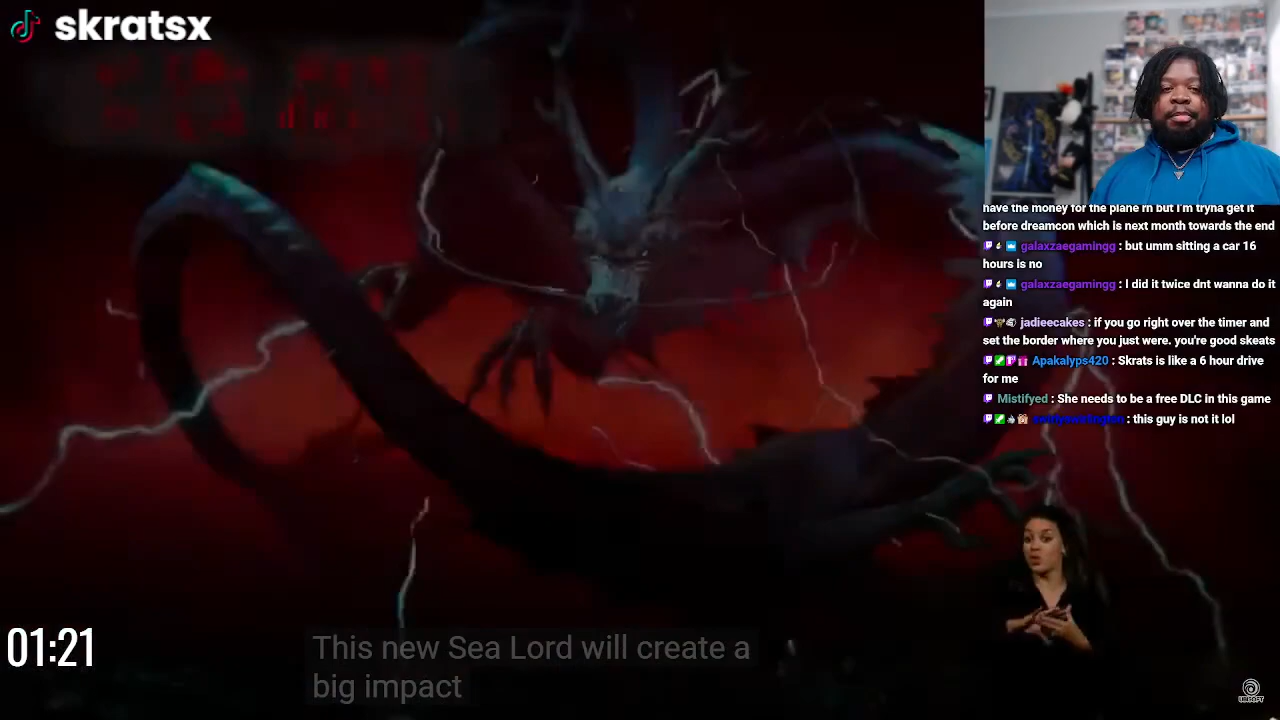 skratsx
have the money for the plane rn but I'm tryna get it
before dreamcon which is next month towards the end
galaxzaegamingg : but umm sitting a car 16
hours is no
galaxzaegamingg : I did it twice dnt wanna do it
again
jadieecakes : if you go right over the timer and
set the border where you just were. you're good skeats
Apakalyps420 : Skrats is like a 6 hour drive
for me
Mistifyed : She needs to be a free DLC in this game
: this guy is not it lol
01:21
This new Sea Lord will create a
big impact
UBISOFT